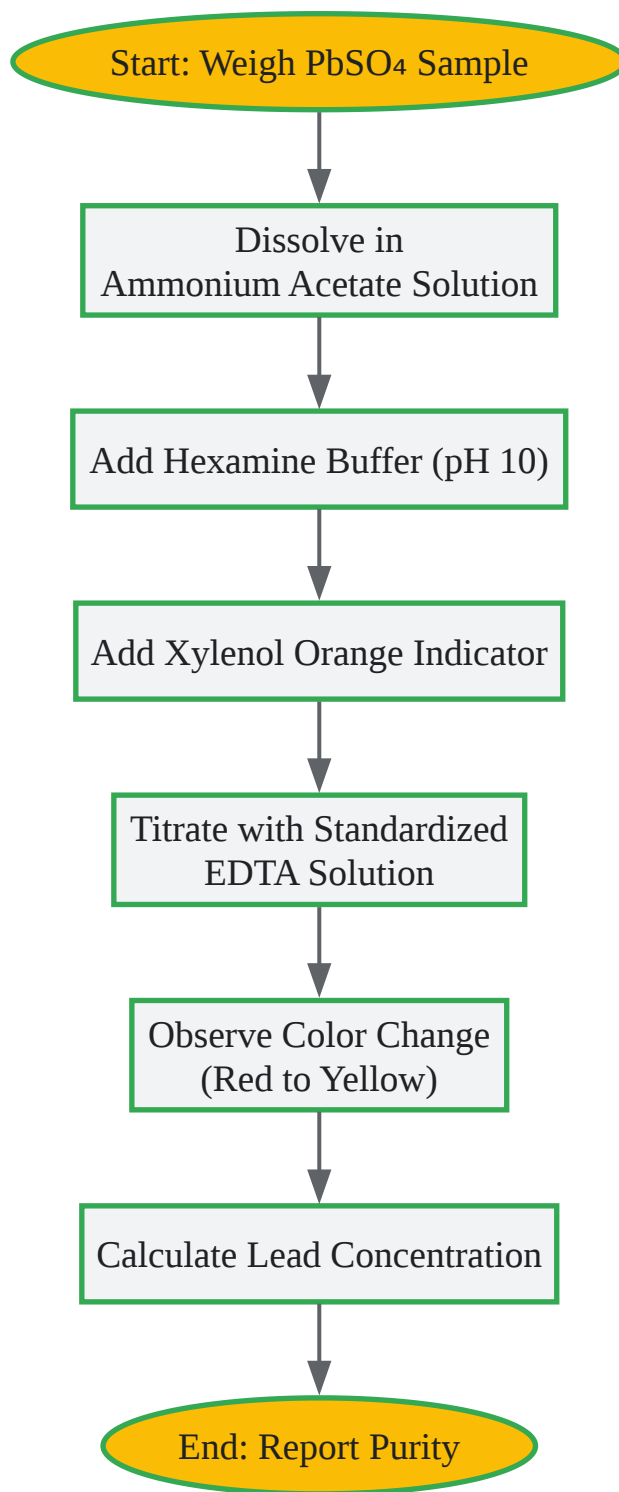 Start: Weigh PbSO₄ Sample
Dissolve in
Ammonium Acetate Solution
Add Hexamine Buffer (pH 10)
Add Xylenol Orange Indicator
Titrate with Standardized
EDTA Solution
Observe Color Change
(Red to Yellow)
Calculate Lead Concentration
End: Report Purity